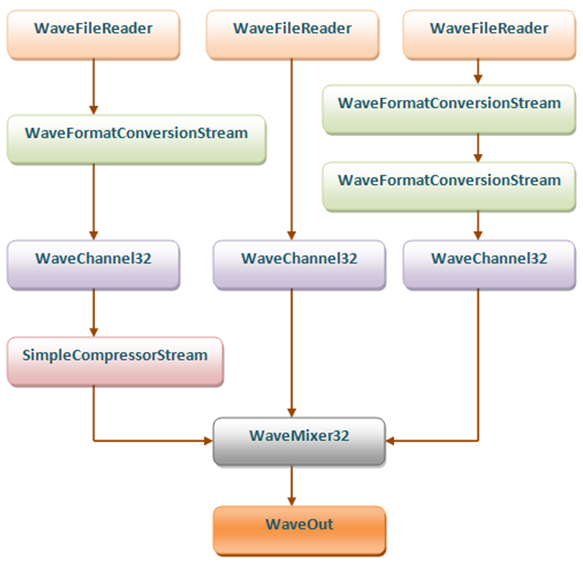 WaveFileReader
WaveFileReader
WaveFileReader
WaveFormatConversionStream
WaveFormatConversionStream
WaveFormatConversionStream
WaveChannel32
WaveChannel32
WaveChannel32
SimpleCompressorStream
WaveMixer32
WaveOut